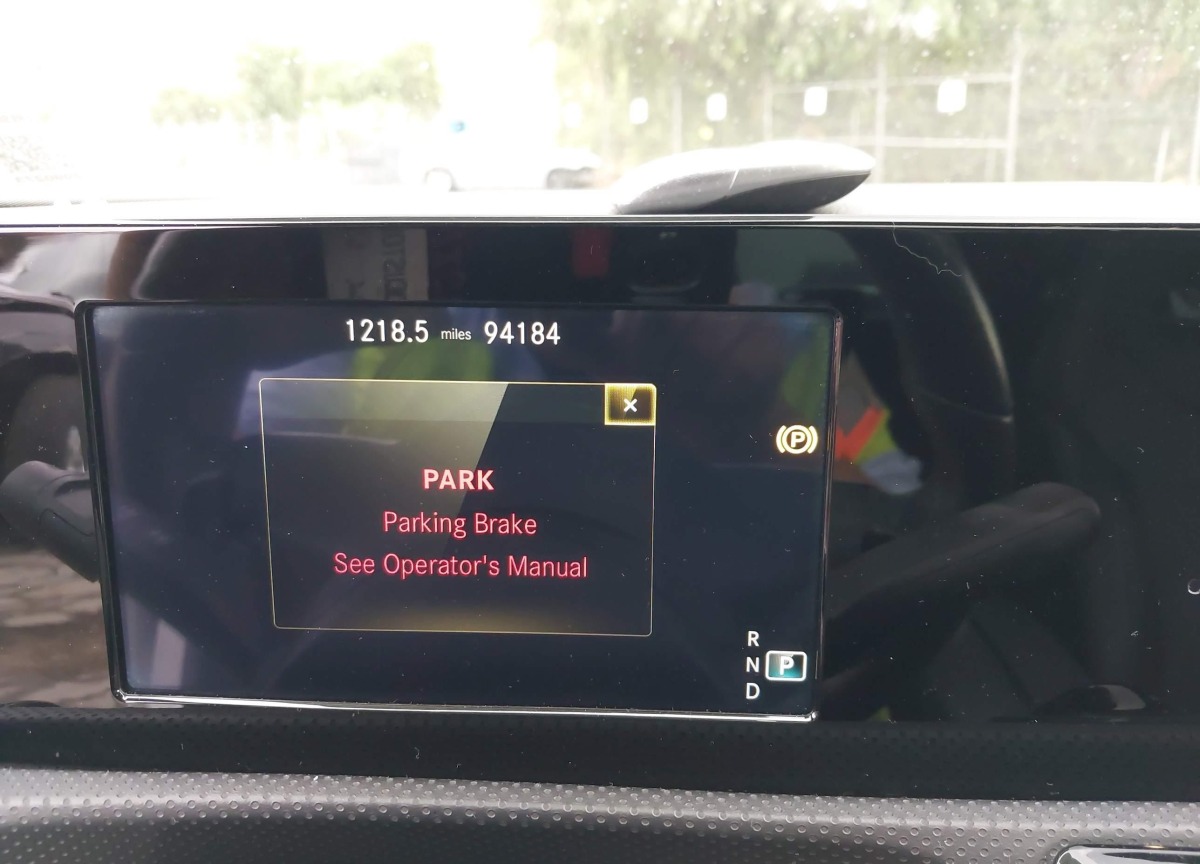 1218.5 miles 94184
×
PARK
Parking Brake
See Operator's Manual
P
R
N P
D